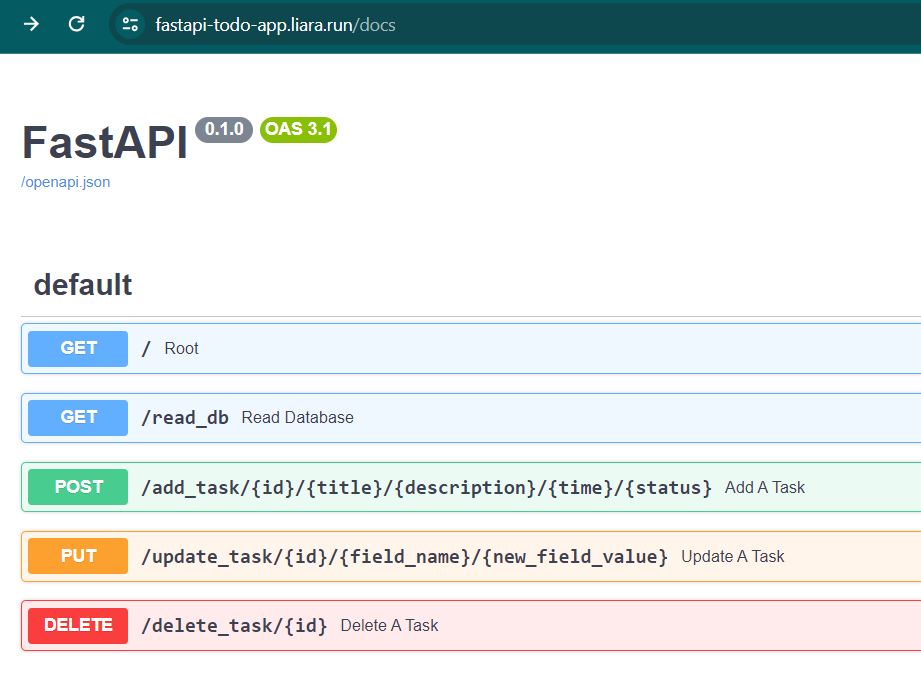 fastapi-todo-app.liara.run/docs
FastAPI 0.1.0 OAS 3.1
/openapi.json
default
GET / Root
GET /read_db Read Database
POST /add_task/{id}/{title}/{description}/{time}/{status} Add A Task
PUT /update_task/{id}/{field_name}/{new_field_value} Update A Task
DELETE /delete_task/{id} Delete A Task